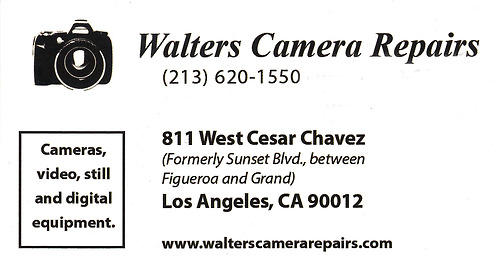 Walters Camera Repairs
(213) 620-1550
Cameras,
video, still
and digital
equipment.
811 West Cesar Chavez
(Formerly Sunset Blvd., between
Figueroa and Grand)
Los Angeles, CA 90012
www.walterscamerarepairs.com